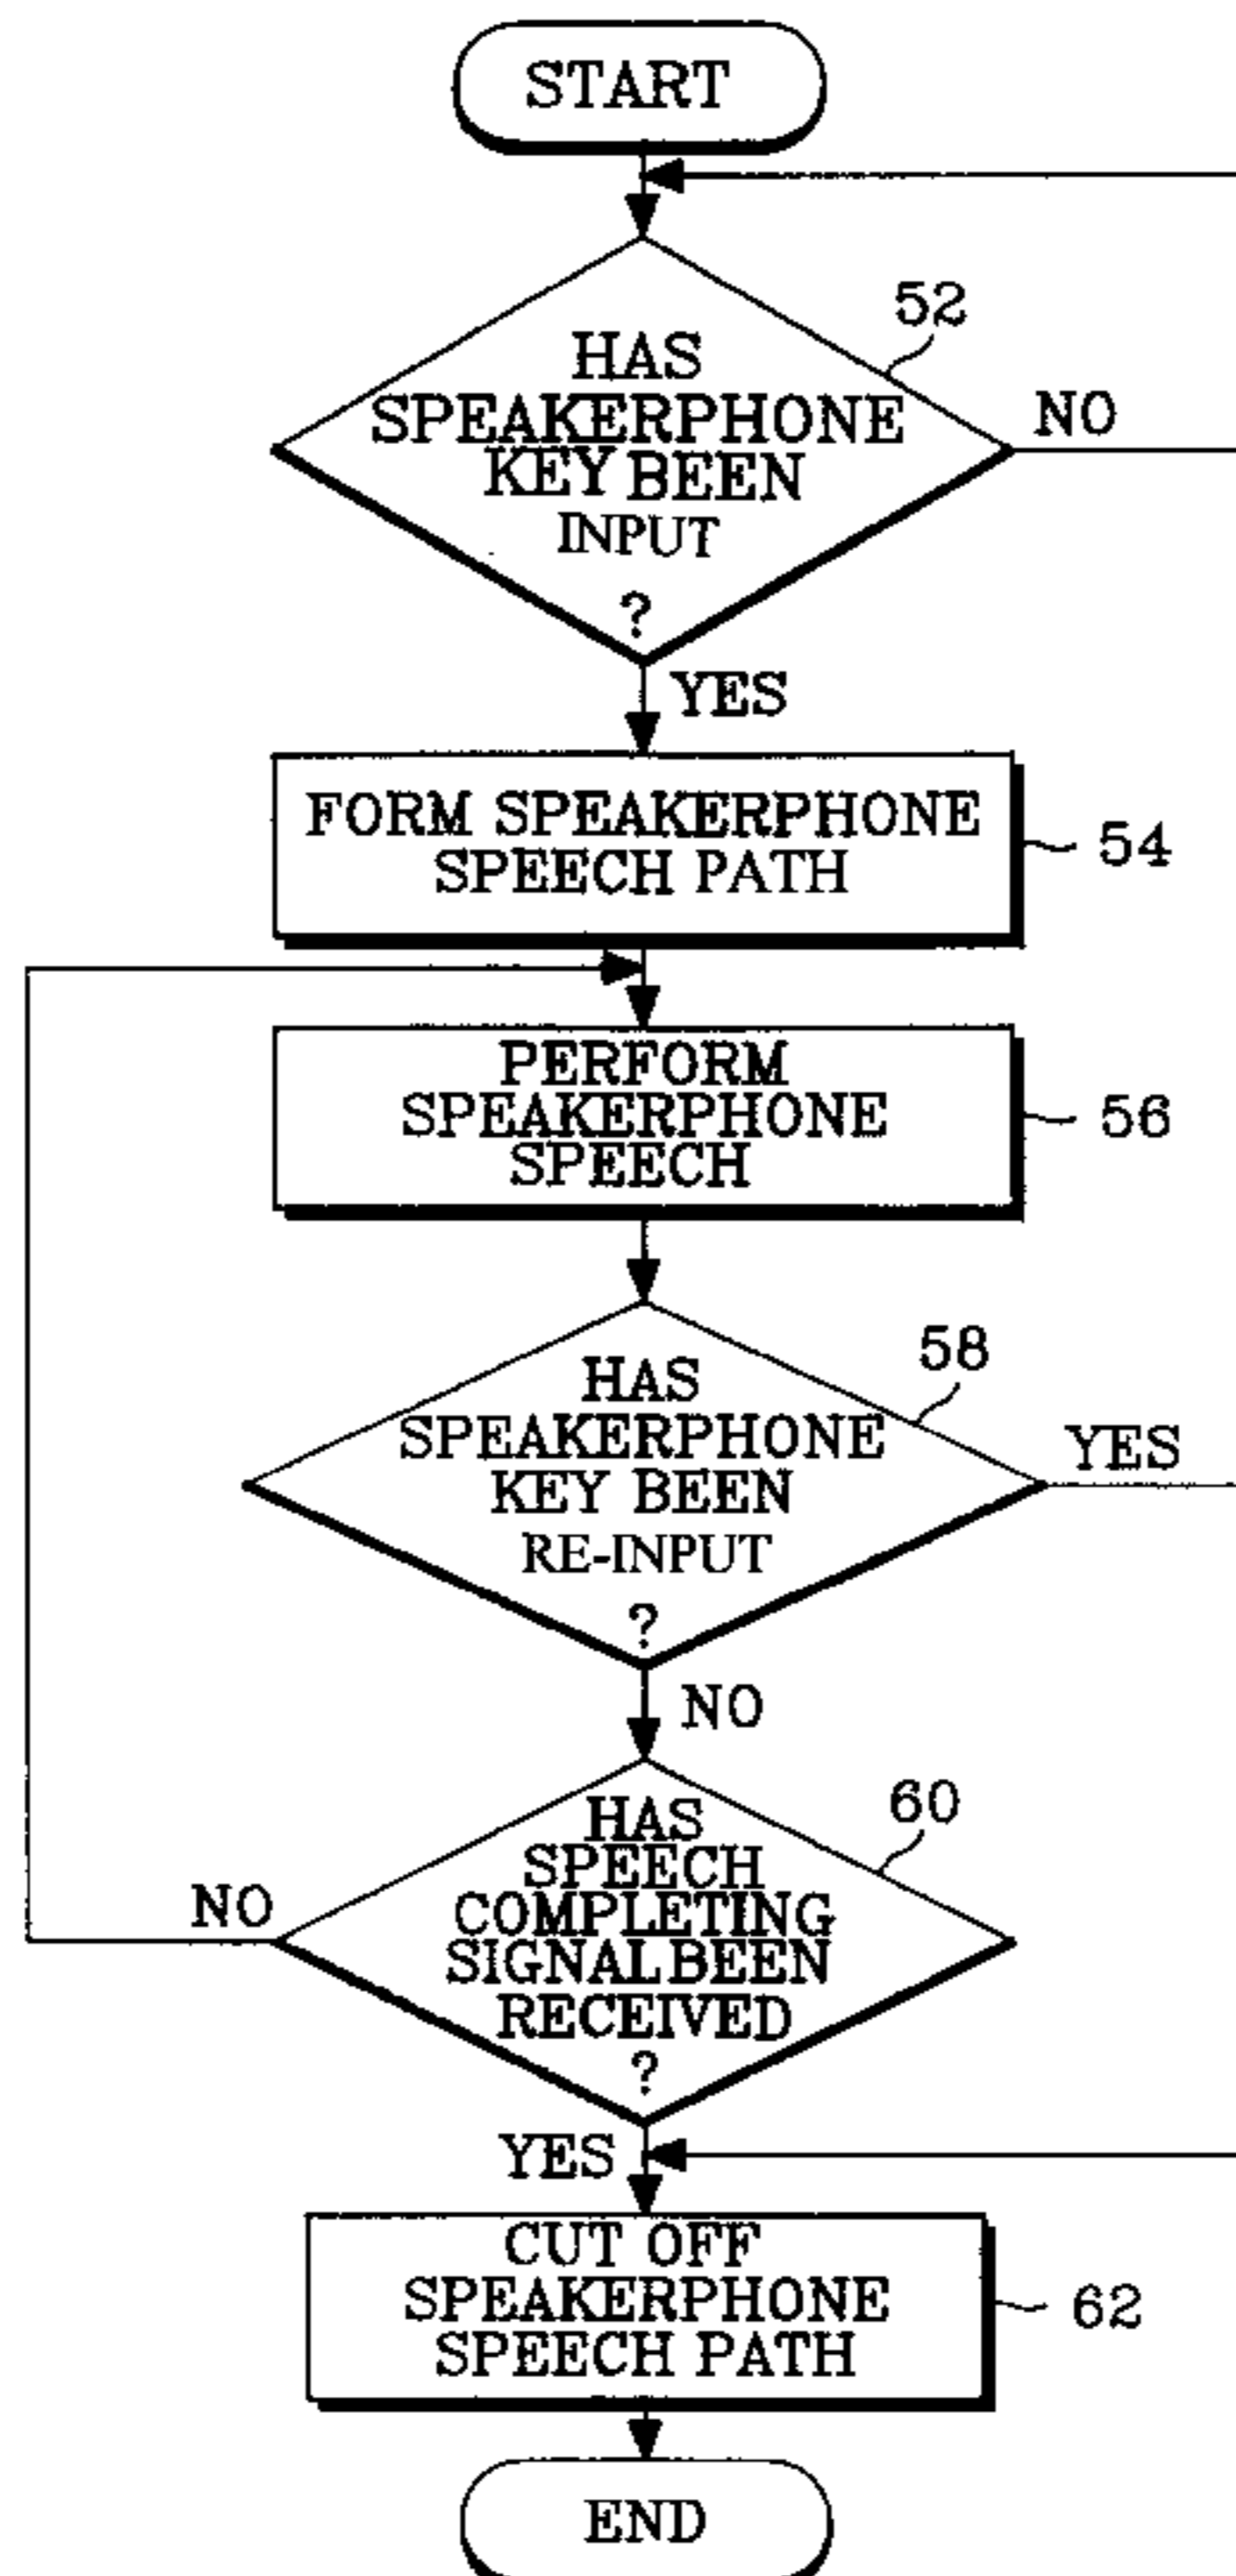 START
52
HAS
SPEAKERPHONE
KEY BEEN
INPUT
?
NO
YES
FORM SPEAKERPHONE
SPEECH PATH
54
PERFORM
SPEAKERPHONE
SPEECH
56
58
HAS
SPEAKERPHONE
KEY BEEN
RE-INPUT
?
YES
NO
60
HAS
SPEECH
COMPLETING
SIGNAL BEEN
RECEIVED
?
NO
YES
CUT OFF
SPEAKERPHONE
SPEECH PATH
62
END